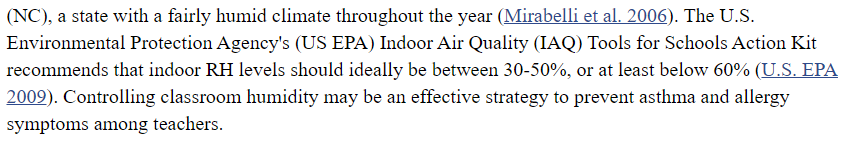 (NC), a state with a fairly humid climate throughout the year (Mirabelli et al. 2006). The U.S.
Environmental Protection Agency's (US EPA) Indoor Air Quality (IAQ) Tools for Schools Action Kit
recommends that indoor RH levels should ideally be between 30-50%, or at least below 60% (U.S. EPA
2009). Controlling classroom humidity may be an effective strategy to prevent asthma and allergy
symptoms among teachers.